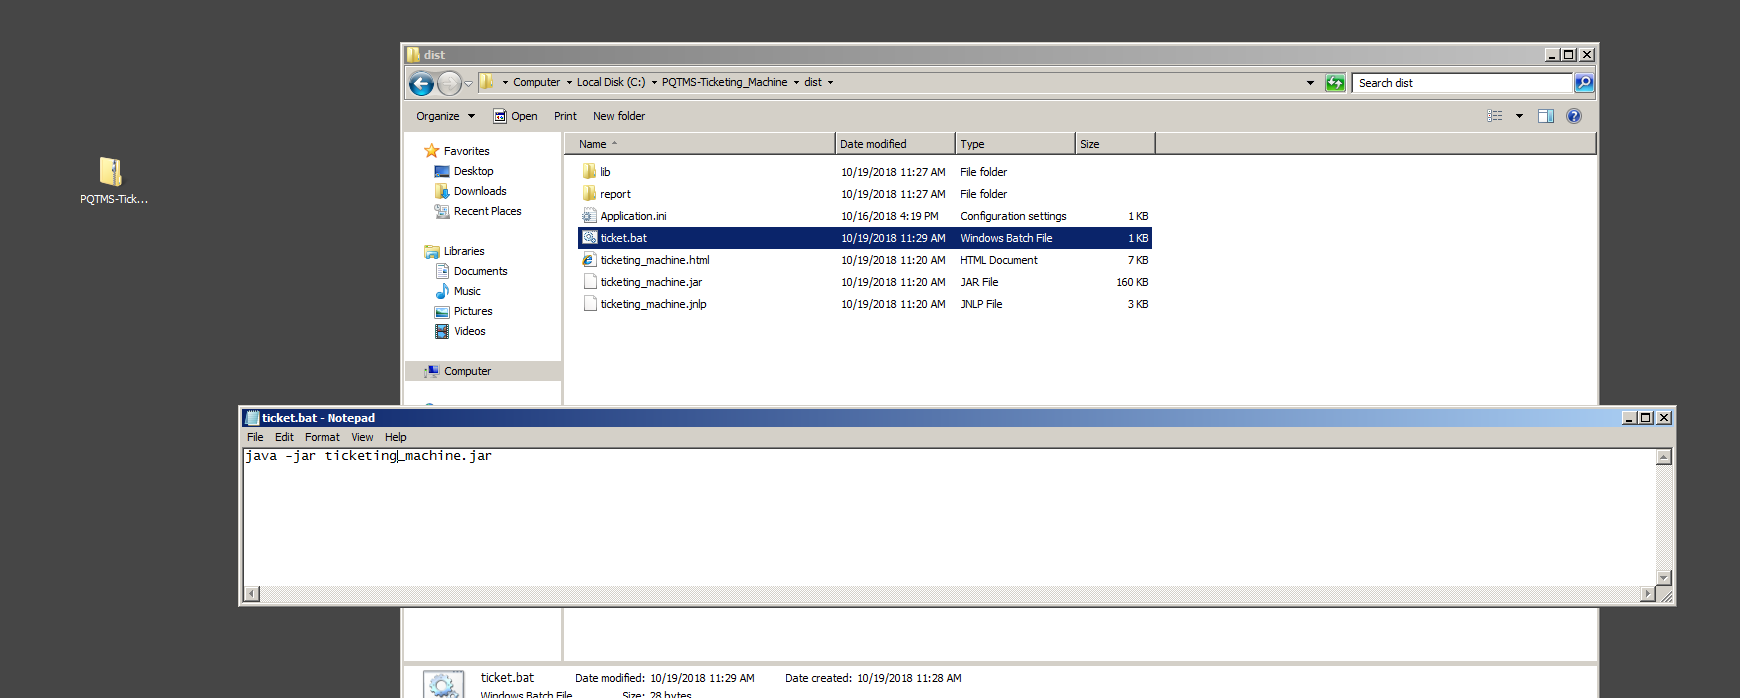 dist
Computer Local Disk (C:) PQTMS-Ticketing_Machine dist
Search dist
Organize Open Print New folder
Name Date modified Type Size
Favorites
Desktop
Downloads
Recent Places
Libraries
Documents
Music
Pictures
Videos
Computer
lib 10/19/2018 11:27 AM File folder
report 10/19/2018 11:27 AM File folder
Application.ini 10/16/2018 4:19 PM Configuration settings 1 KB
ticket.bat 10/19/2018 11:29 AM Windows Batch File 1 KB
ticketing_machine.html 10/19/2018 11:20 AM HTML Document 7 KB
ticketing_machine.jar 10/19/2018 11:20 AM JAR File 160 KB
ticketing_machine.jnlp 10/19/2018 11:20 AM JNLP File 3 KB
PQTMS-Tick...
ticket.bat - Notepad
File Edit Format View Help
java -jar ticketing_machine.jar
ticket.bat Date modified: 10/19/2018 11:29 AM Date created: 10/19/2018 11:28 AM
Windows Batch File Size: 28 bytes